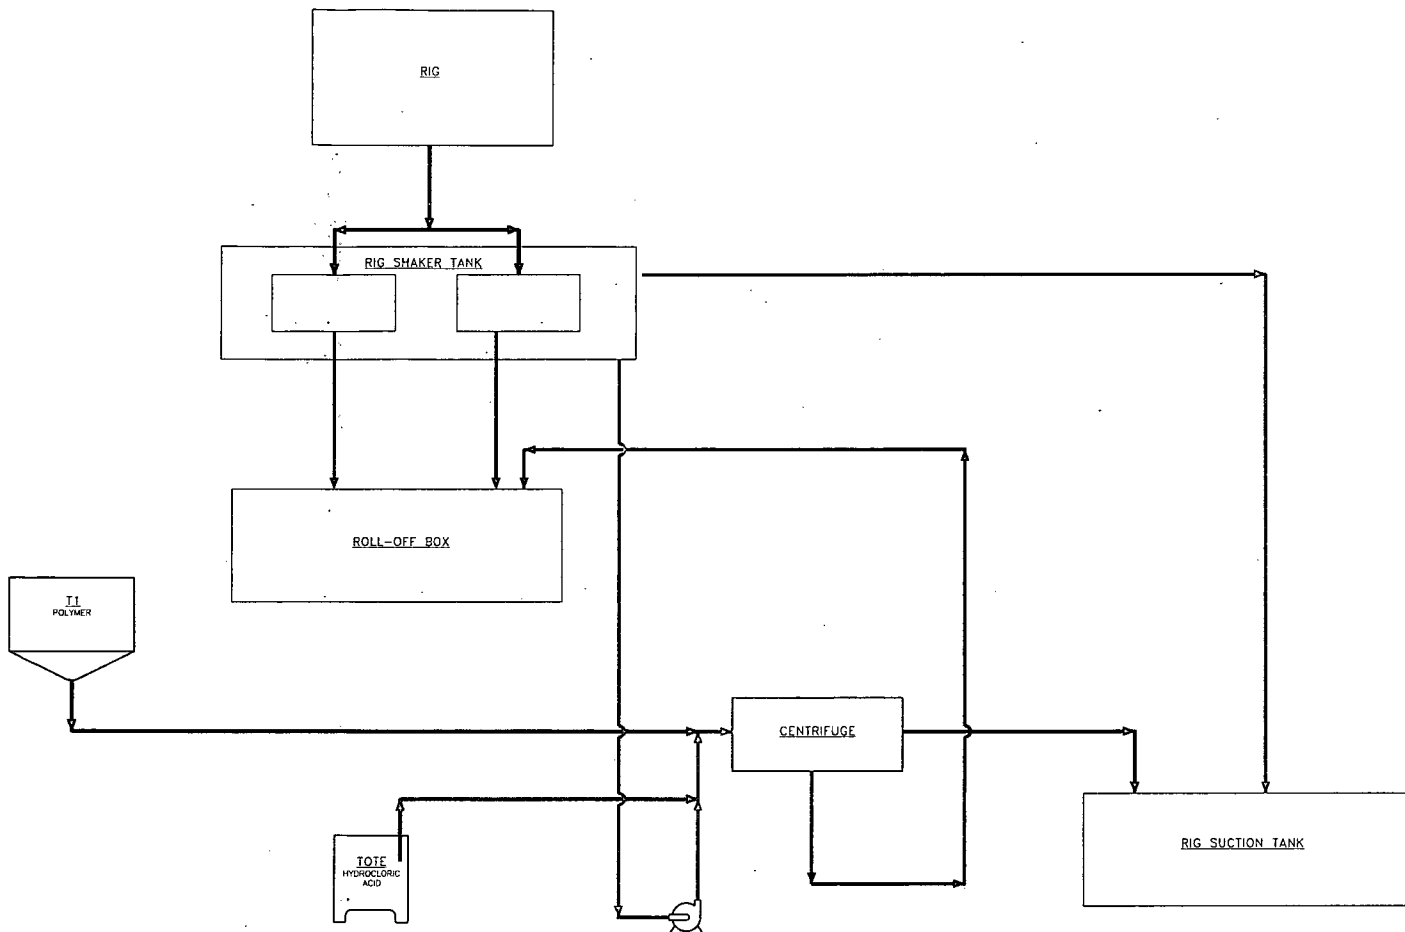 RIG
RIG SHAKER TANK
ROLL-OFF BOX
T1
POLYMER
CENTRIFUGE
RIG SUCTION TANK
TOTE
HYDROCLORIC
ACID